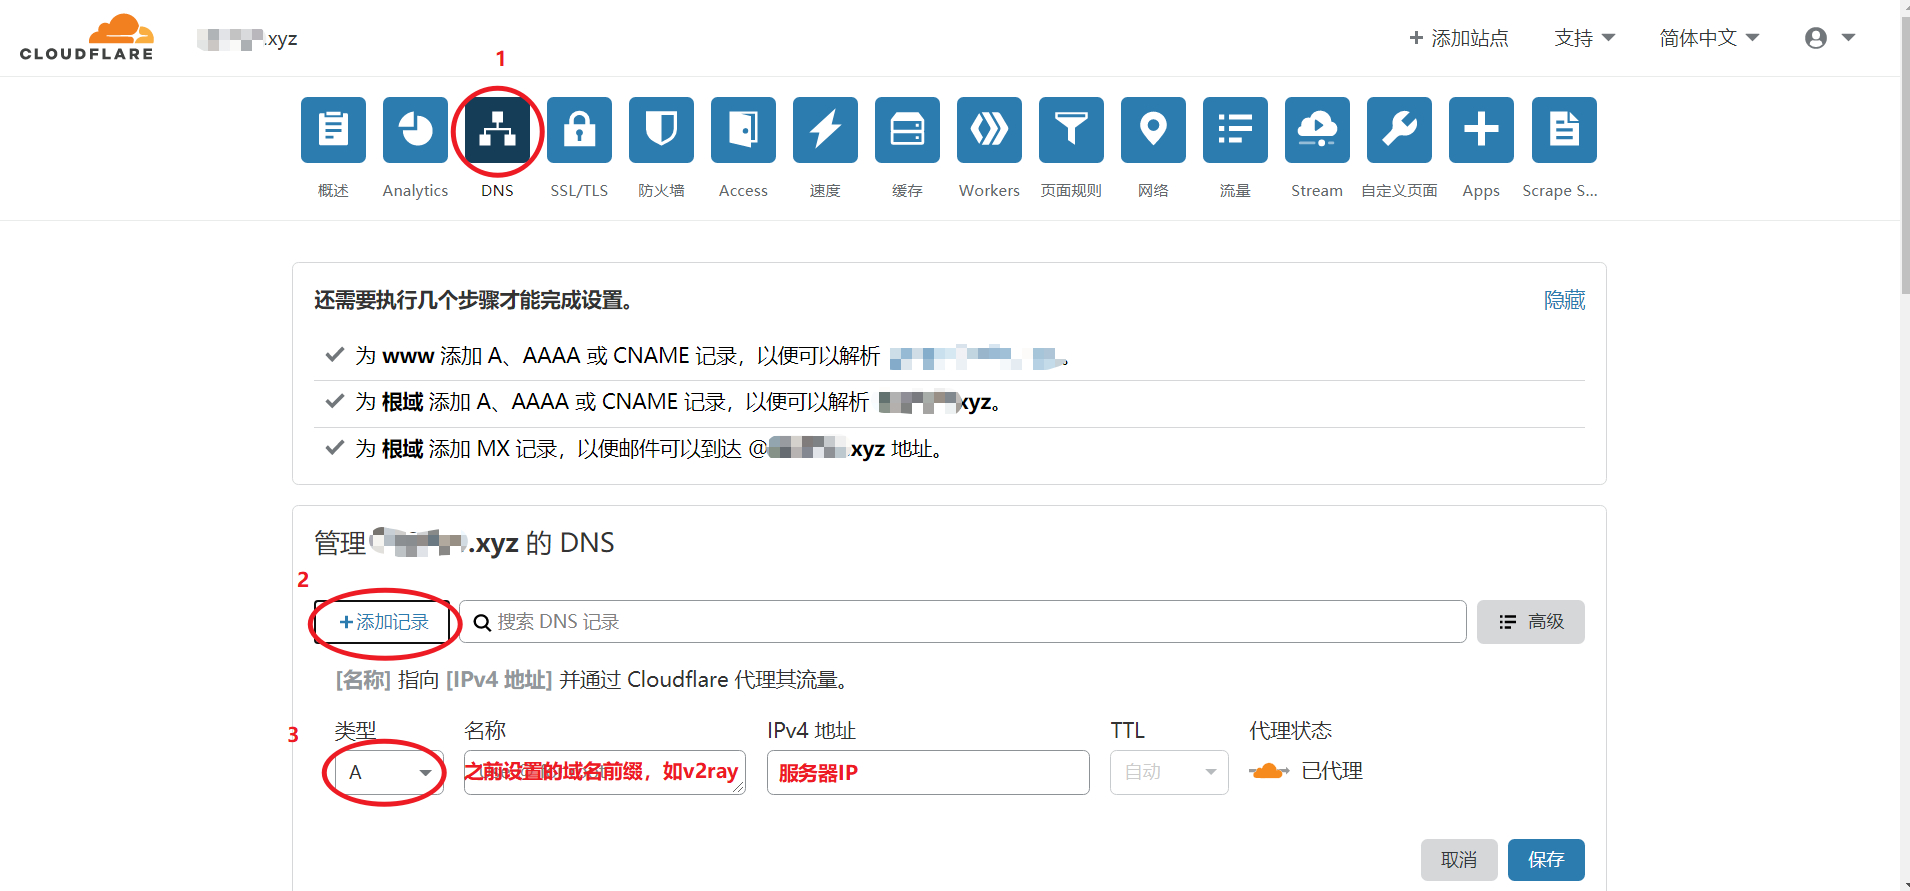 CLOUDFLARE
.xyz
添加站点
支持
简体中文
1
概述
Analytics
DNS
SSL/TLS
防火墙
Access
速度
缓存
Workers
页面规则
网络
流量
Stream
自定义页面
Apps
Scrape S...
还需要执行几个步骤才能完成设置。
隐藏
为 www 添加 A、AAAA 或 CNAME 记录，以便可以解析 。
为 根域 添加 A、AAAA 或 CNAME 记录，以便可以解析 xyz。
为 根域 添加 MX 记录，以便邮件可以到达 @.xyz 地址。
管理 .xyz 的 DNS
2
+添加记录
搜索 DNS 记录
高级
[名称] 指向 [IPv4 地址] 并通过 Cloudflare 代理其流量。
3
类型
名称
IPv4 地址
TTL
代理状态
A
之前设置的域名前缀，如v2ray
服务器IP
自动
已代理
取消
保存